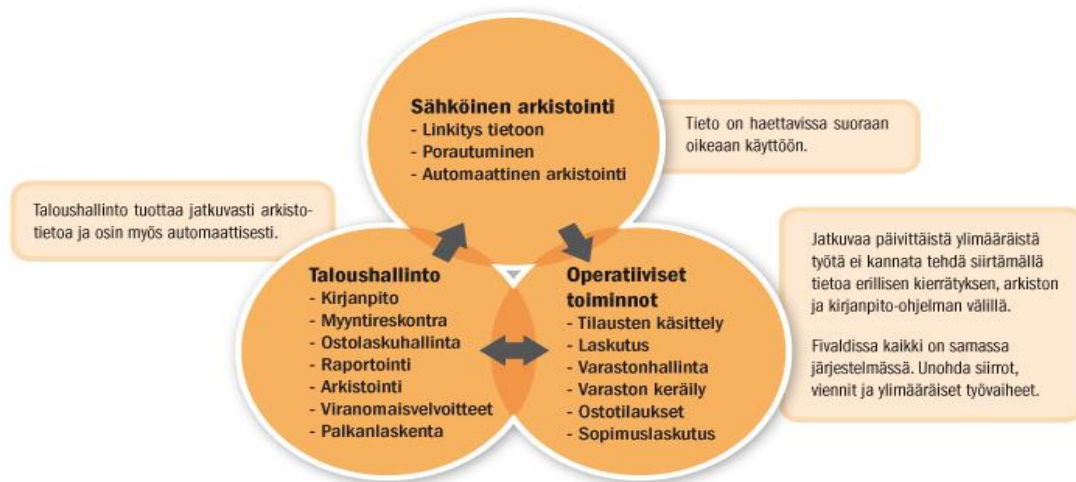 Sähköinen arkistointi
- Linkitys tietoon
- Porautuminen
- Automaattinen arkistointi
Tieto on haettavissa suoraan
oikeaan käyttöön.
Taloushallinto tuottaa jatkuvasti arkisto-
tietoa ja osin myös automaattisesti.
Taloushallinto
- Kirjanpito
- Myyntireskontra
- Ostolaskuhallinta
- Raportointi
- Arkistointi
- Viranomaisvelvoitteet
- Palkanlaskenta
Operatiiviset
toiminnot
- Tilausten käsittely
- Laskutus
- Varastonhallinta
- Varaston keräily
- Ostotilaukset
- Sopimuslaskutus
Jatkuvaa päivittäistä ylimääräistä
työtä ei kannata tehdä siirtämällä
tietoa erillisen kierrätyksen, arkiston
ja kirjanpito-ohjelman välillä.
Fivaldissa kaikki on samassa
järjestelmässä. Unohda siirrot,
viennit ja ylimääräiset työvaiheet.